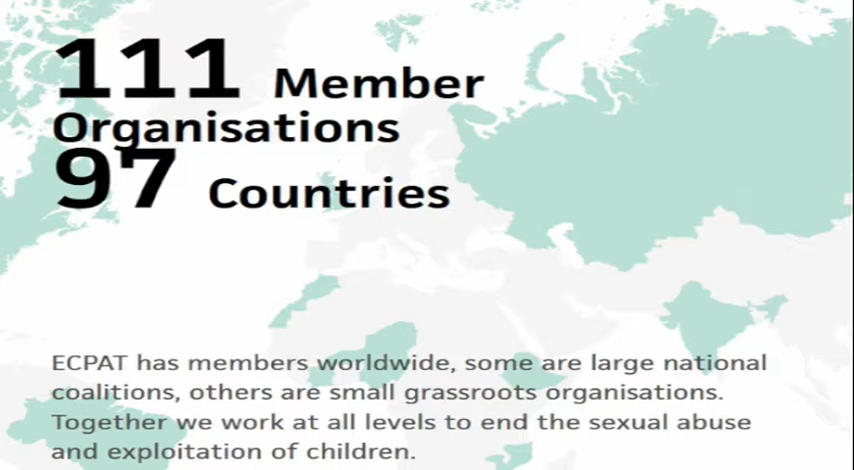 111 Member
Organisations
97 Countries
ECPAT has members worldwide, some are large national
coalitions, others are small grassroots organisations.
Together we work at all levels to end the sexual abuse
and exploitation of children.